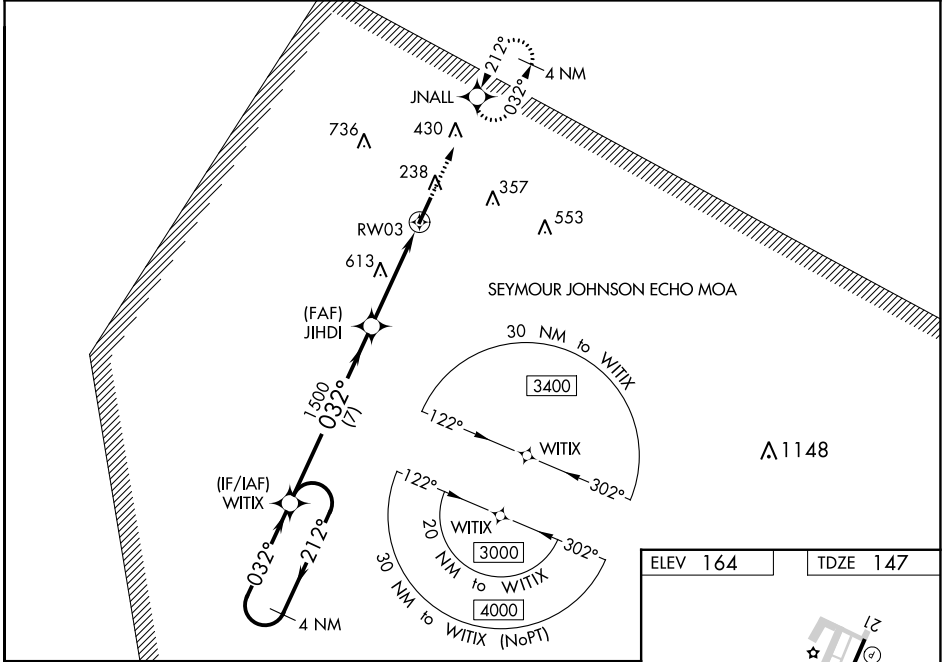 212°
4 NM
032°
JNALL
736
430
238
357
553
RW03
613
SEYMOUR JOHNSON ECHO MOA
(FAF)
JIHDI
30 NM to WITIX
3400
1500
032°
(7)
122°
WITIX
302°
1148
(IF/IAF)
WITIX
122°
WITIX
302°
20 NM to WITIX
3000
4000
30 NM to WITIX (NoPT)
032°
212°
4 NM
ELEV 164
TDZE 147
21
P